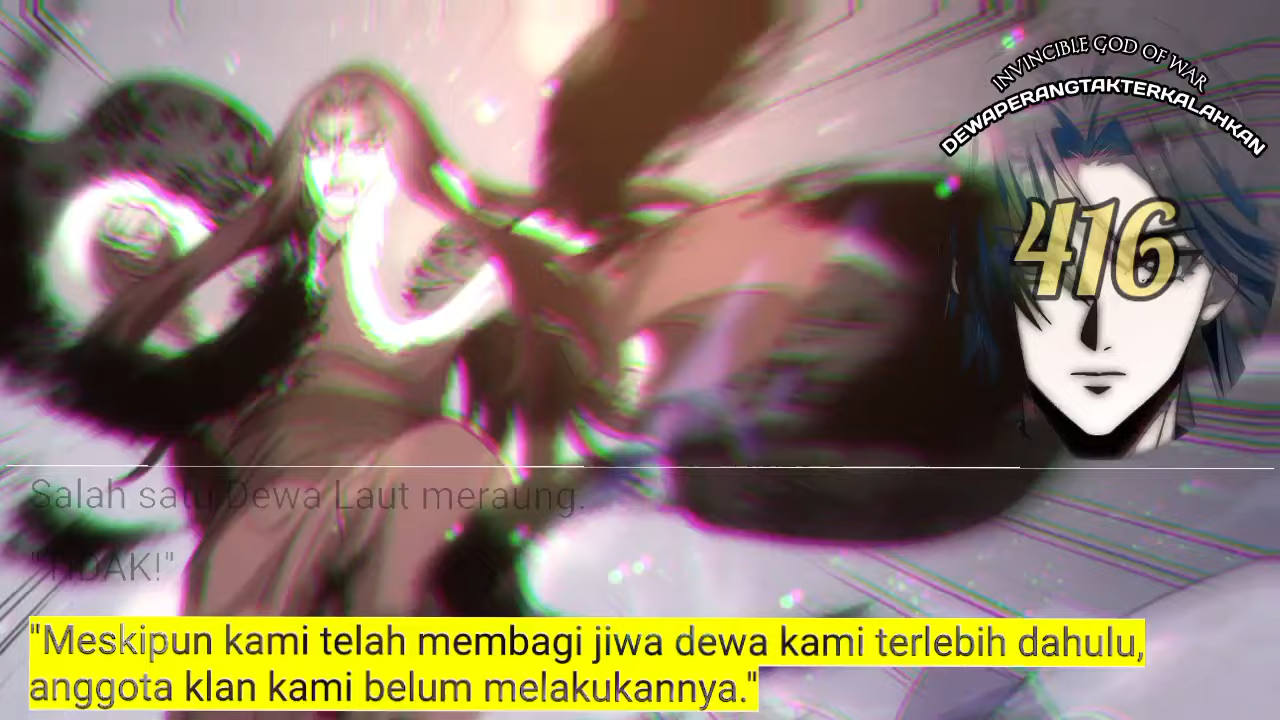 INVINCIBLE GOD OF WAR
DEWAPERANGTAKTERKALAHKAN
416
Salah satu Dewa Laut meraung.
"TIDAK!"
"Meskipun kami telah membagi jiwa dewa kami terlebih dahulu,
anggota klan kami belum melakukannya."